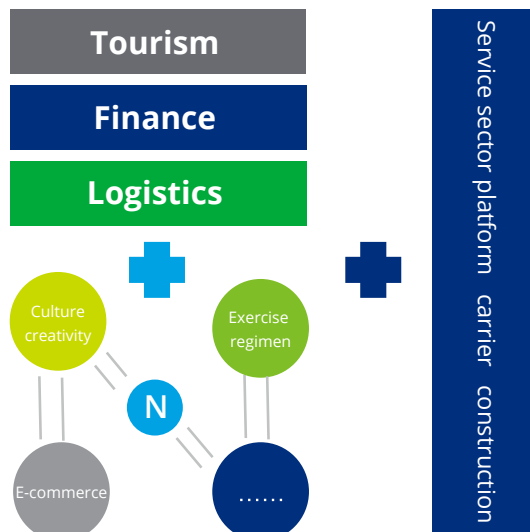 Tourism
Finance
Logistics
Culture
creativity
Exercise
regimen
N
E-commerce
......
Service sector platform carrier construction